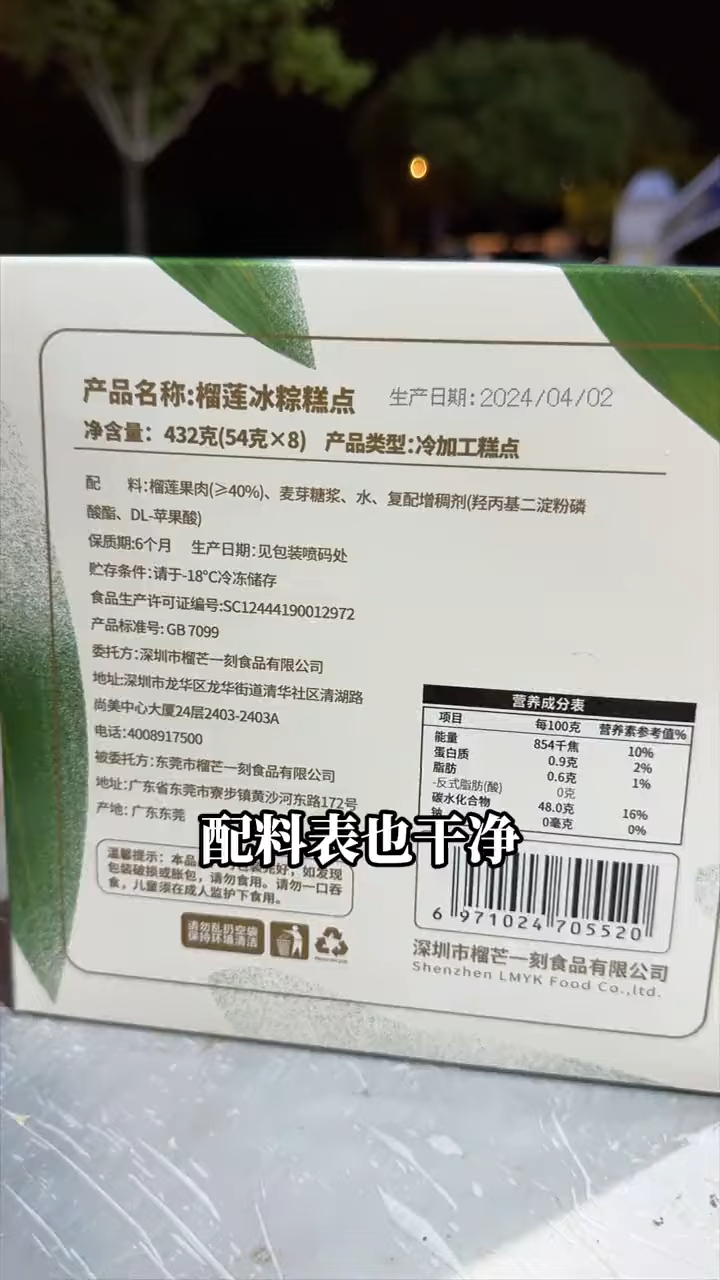 产品名称:榴莲冰粽糕点 生产日期:2024/04/02
净含量: 432克(54克×8) 产品类型:冷加工糕点
配 料:榴莲果肉(≥40%)、麦芽糖浆、水、复配增稠剂(羟丙基二淀粉磷
酸酯、DL-苹果酸)
保质期:6个月 生产日期:见包装喷码处
贮存条件:请于-18°C冷冻储存
食品生产许可证编号:SC12444190012972
产品标准号: GB 7099
委托方:深圳市榴芒一刻食品有限公司
地址:深圳市龙华区龙华街道清华社区清湖路
尚美中心大厦24层2403-2403A
电话:4008917500
被委托方:东莞市榴芒一刻食品有限公司
地址:广东省东莞市寮步镇黄沙河东路172号
产地: 广东东莞
营养成分表
项目 每100克 营养素参考值%
能量 854千焦 10%
蛋白质 0.9克 2%
脂肪 0.6克 1%
-反式脂肪(酸) 0克
碳水化合物 48.0克 16%
钠 0毫克 0%
配料表也干净
温馨提示: 本品 完好, 如发现
包装破损或胀包, 请勿食用。请勿一口吞
食, 儿童须在成人监护下食用。
请勿乱扔空袋
保持环境清洁
6 971024 705520
深圳市榴芒一刻食品有限公司
Shenzhen LMYK Food Co.,ltd.